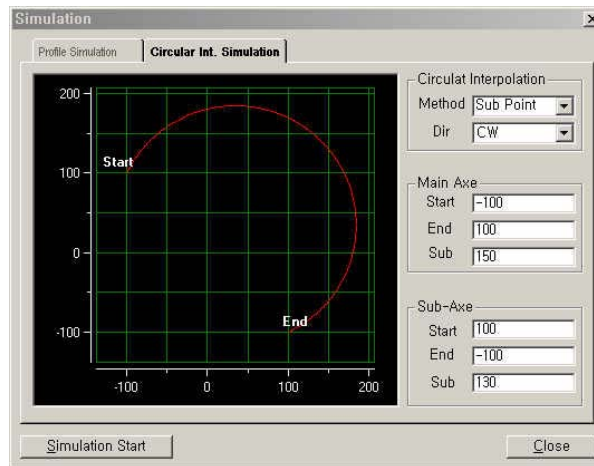 Simulation
Profile Simulation
Circular Int. Simulation
200
100
0
-100
Start
End
-100 0 100 200
Circulat Interpolation
Method Sub Point
Dir CW
Main Axe
Start -100
End 100
Sub 150
Sub-Axe
Start 100
End -100
Sub 130
Simulation Start
Close